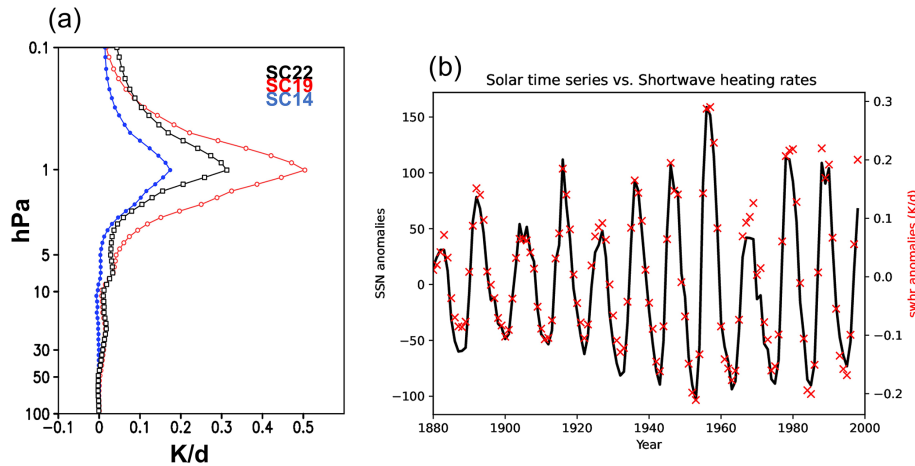 (a)
0.1
1
5
10
30
50
100
hPa
-0.1 0 0.1 0.2 0.3 0.4 0.5
K/d
SC22
SC19
SC14
(b)
Solar time series vs. Shortwave heating rates
150
100
50
0
−50
−100
SSN anomalies
1880 1900 1920 1940 1960 1980 2000
Year
0.3
0.2
0.1
0.0
−0.1
−0.2
swhr anomalies (K/d)